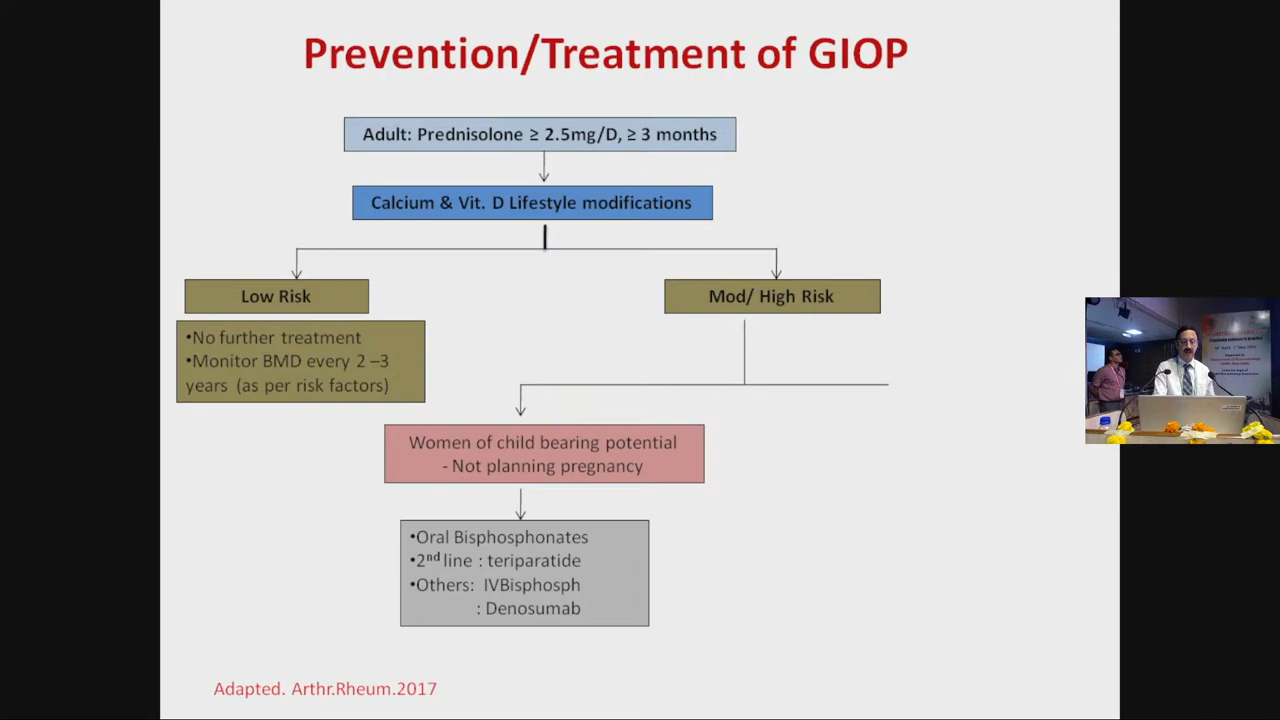 Prevention/Treatment of GIOP
Adult: Prednisolone ≥ 2.5mg/D, ≥ 3 months
Calcium & Vit. D Lifestyle modifications
Low Risk
•No further treatment
•Monitor BMD every 2 –3
years (as per risk factors)
Mod/ High Risk
Women of child bearing potential
- Not planning pregnancy
•Oral Bisphosphonates
•2nd line : teriparatide
•Others: IVBisphosph
: Denosumab
Adapted. Arthr.Rheum.2017